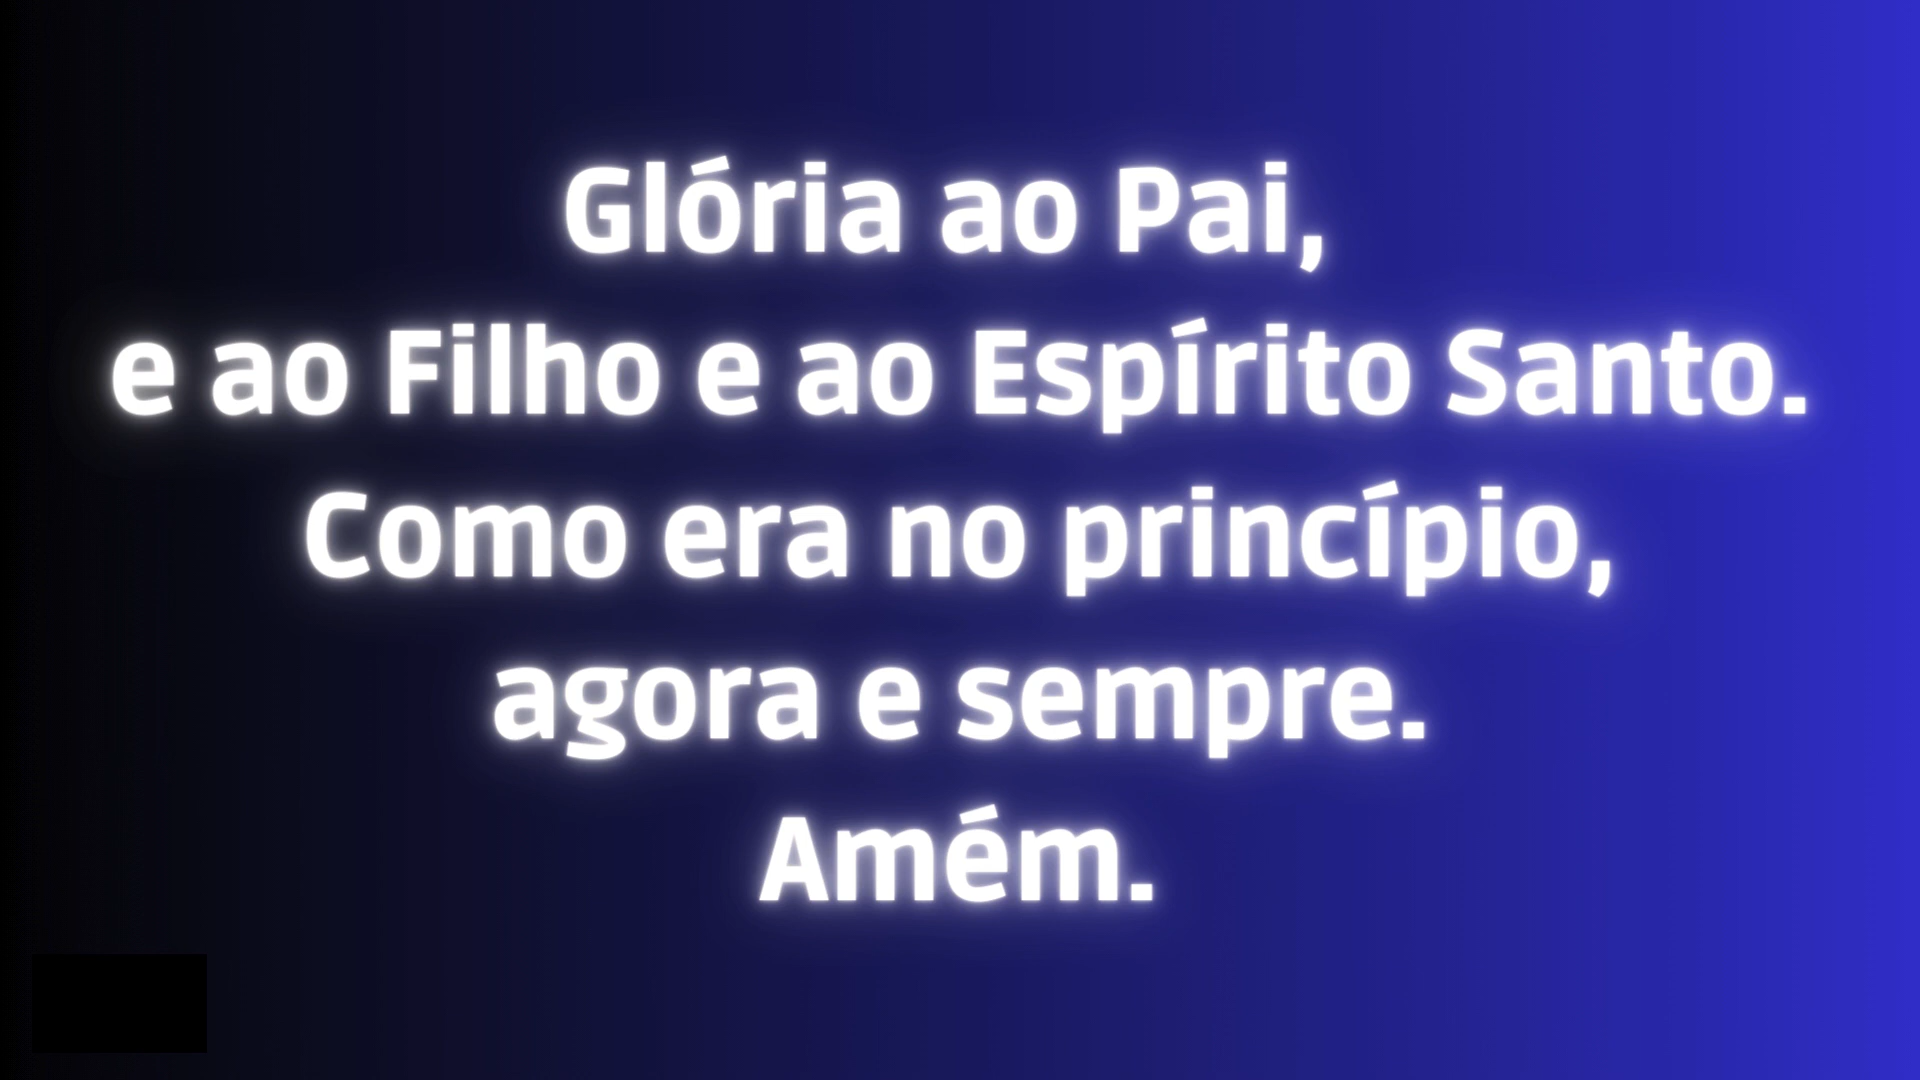 Glória ao Pai,
e ao Filho e ao Espírito Santo.
Como era no princípio,
agora e sempre.
Amém.